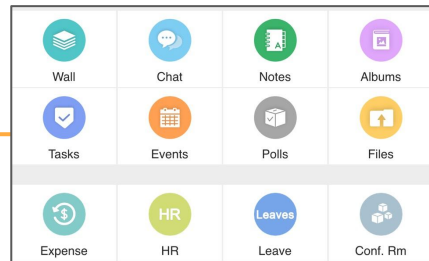 Wall Chat Notes Albums
Tasks Events Polls Files
HR Leaves
Expense HR Leave Conf. Rm